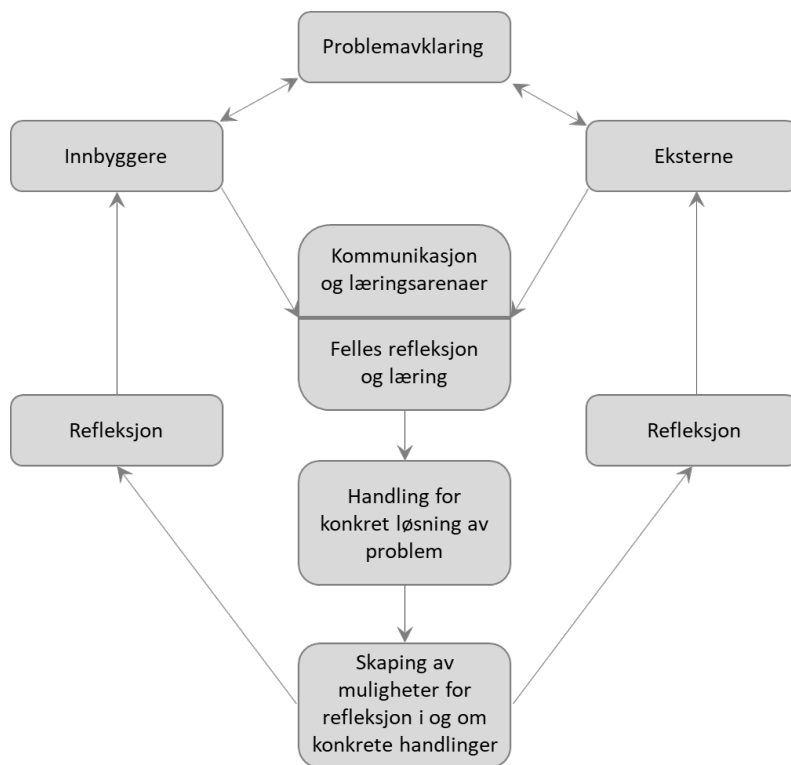 Problemavklaring
Innbyggere
Eksterne
Kommunikasjon
og læringsarenaer
Felles refleksjon
og læring
Refleksjon
Refleksjon
Handling for
konkret løsning av
problem
Skaping av
muligheter for
refleksjon i og om
konkrete handlinger